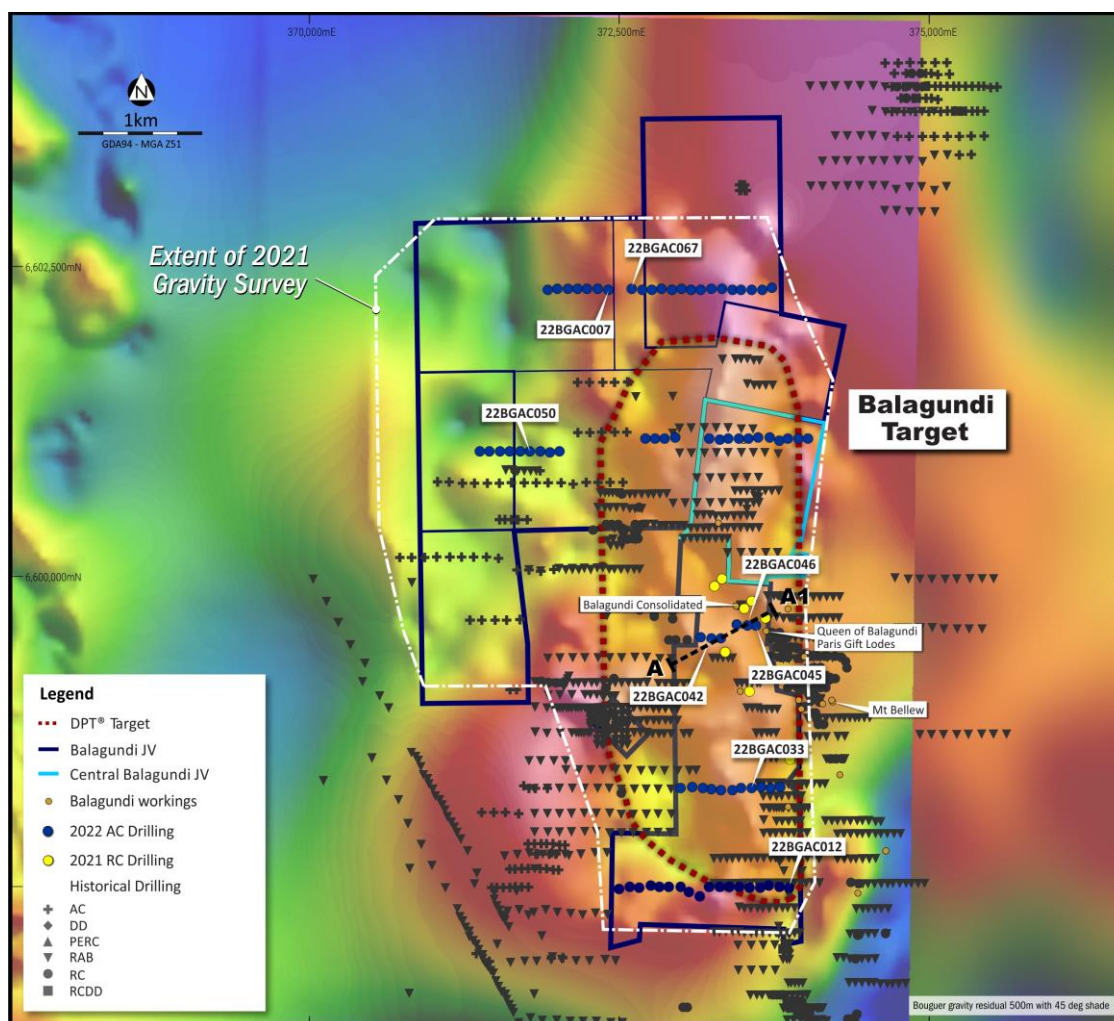 370,000mE
372,500mE
375,000mE
N
1km
GDA94 - MGA Z51
Extent of 2021
Gravity Survey
6,602,500mN
22BGAC067
22BGAC007
22BGAC050
Balagundi
Target
6,600,000mN
22BGAC046
Balagundi Consolidated
A1
Queen of Balagundi
Paris Gift Lodes
A
22BGAC045
22BGAC042
Mt Bellew
22BGAC033
22BGAC012
Legend
DPT® Target
Balagundi JV
Central Balagundi JV
Balagundi workings
2022 AC Drilling
2021 RC Drilling
Historical Drilling
AC
DD
PERC
RAB
RC
RCDD
Bouguer gravity residual 500m with 45 deg shade